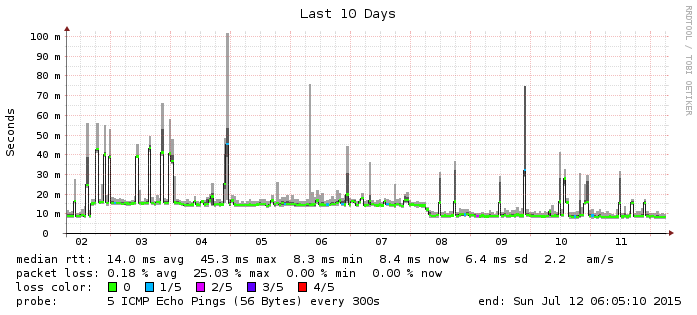 Last 10 Days
RRDTOOL / TOBI OETIKER
Seconds
100 m
90 m
80 m
70 m
60 m
50 m
40 m
30 m
20 m
10 m
0
02 03 04 05 06 07 08 09 10 11
median rtt: 14.0 ms avg 45.3 ms max 8.3 ms min 8.4 ms now 6.4 ms sd 2.2 am/s
packet loss: 0.18 % avg 25.03 % max 0.00 % min 0.00 % now
loss color: 0 1/5 2/5 3/5 4/5
probe: 5 ICMP Echo Pings (56 Bytes) every 300s end: Sun Jul 12 06:05:10 2015